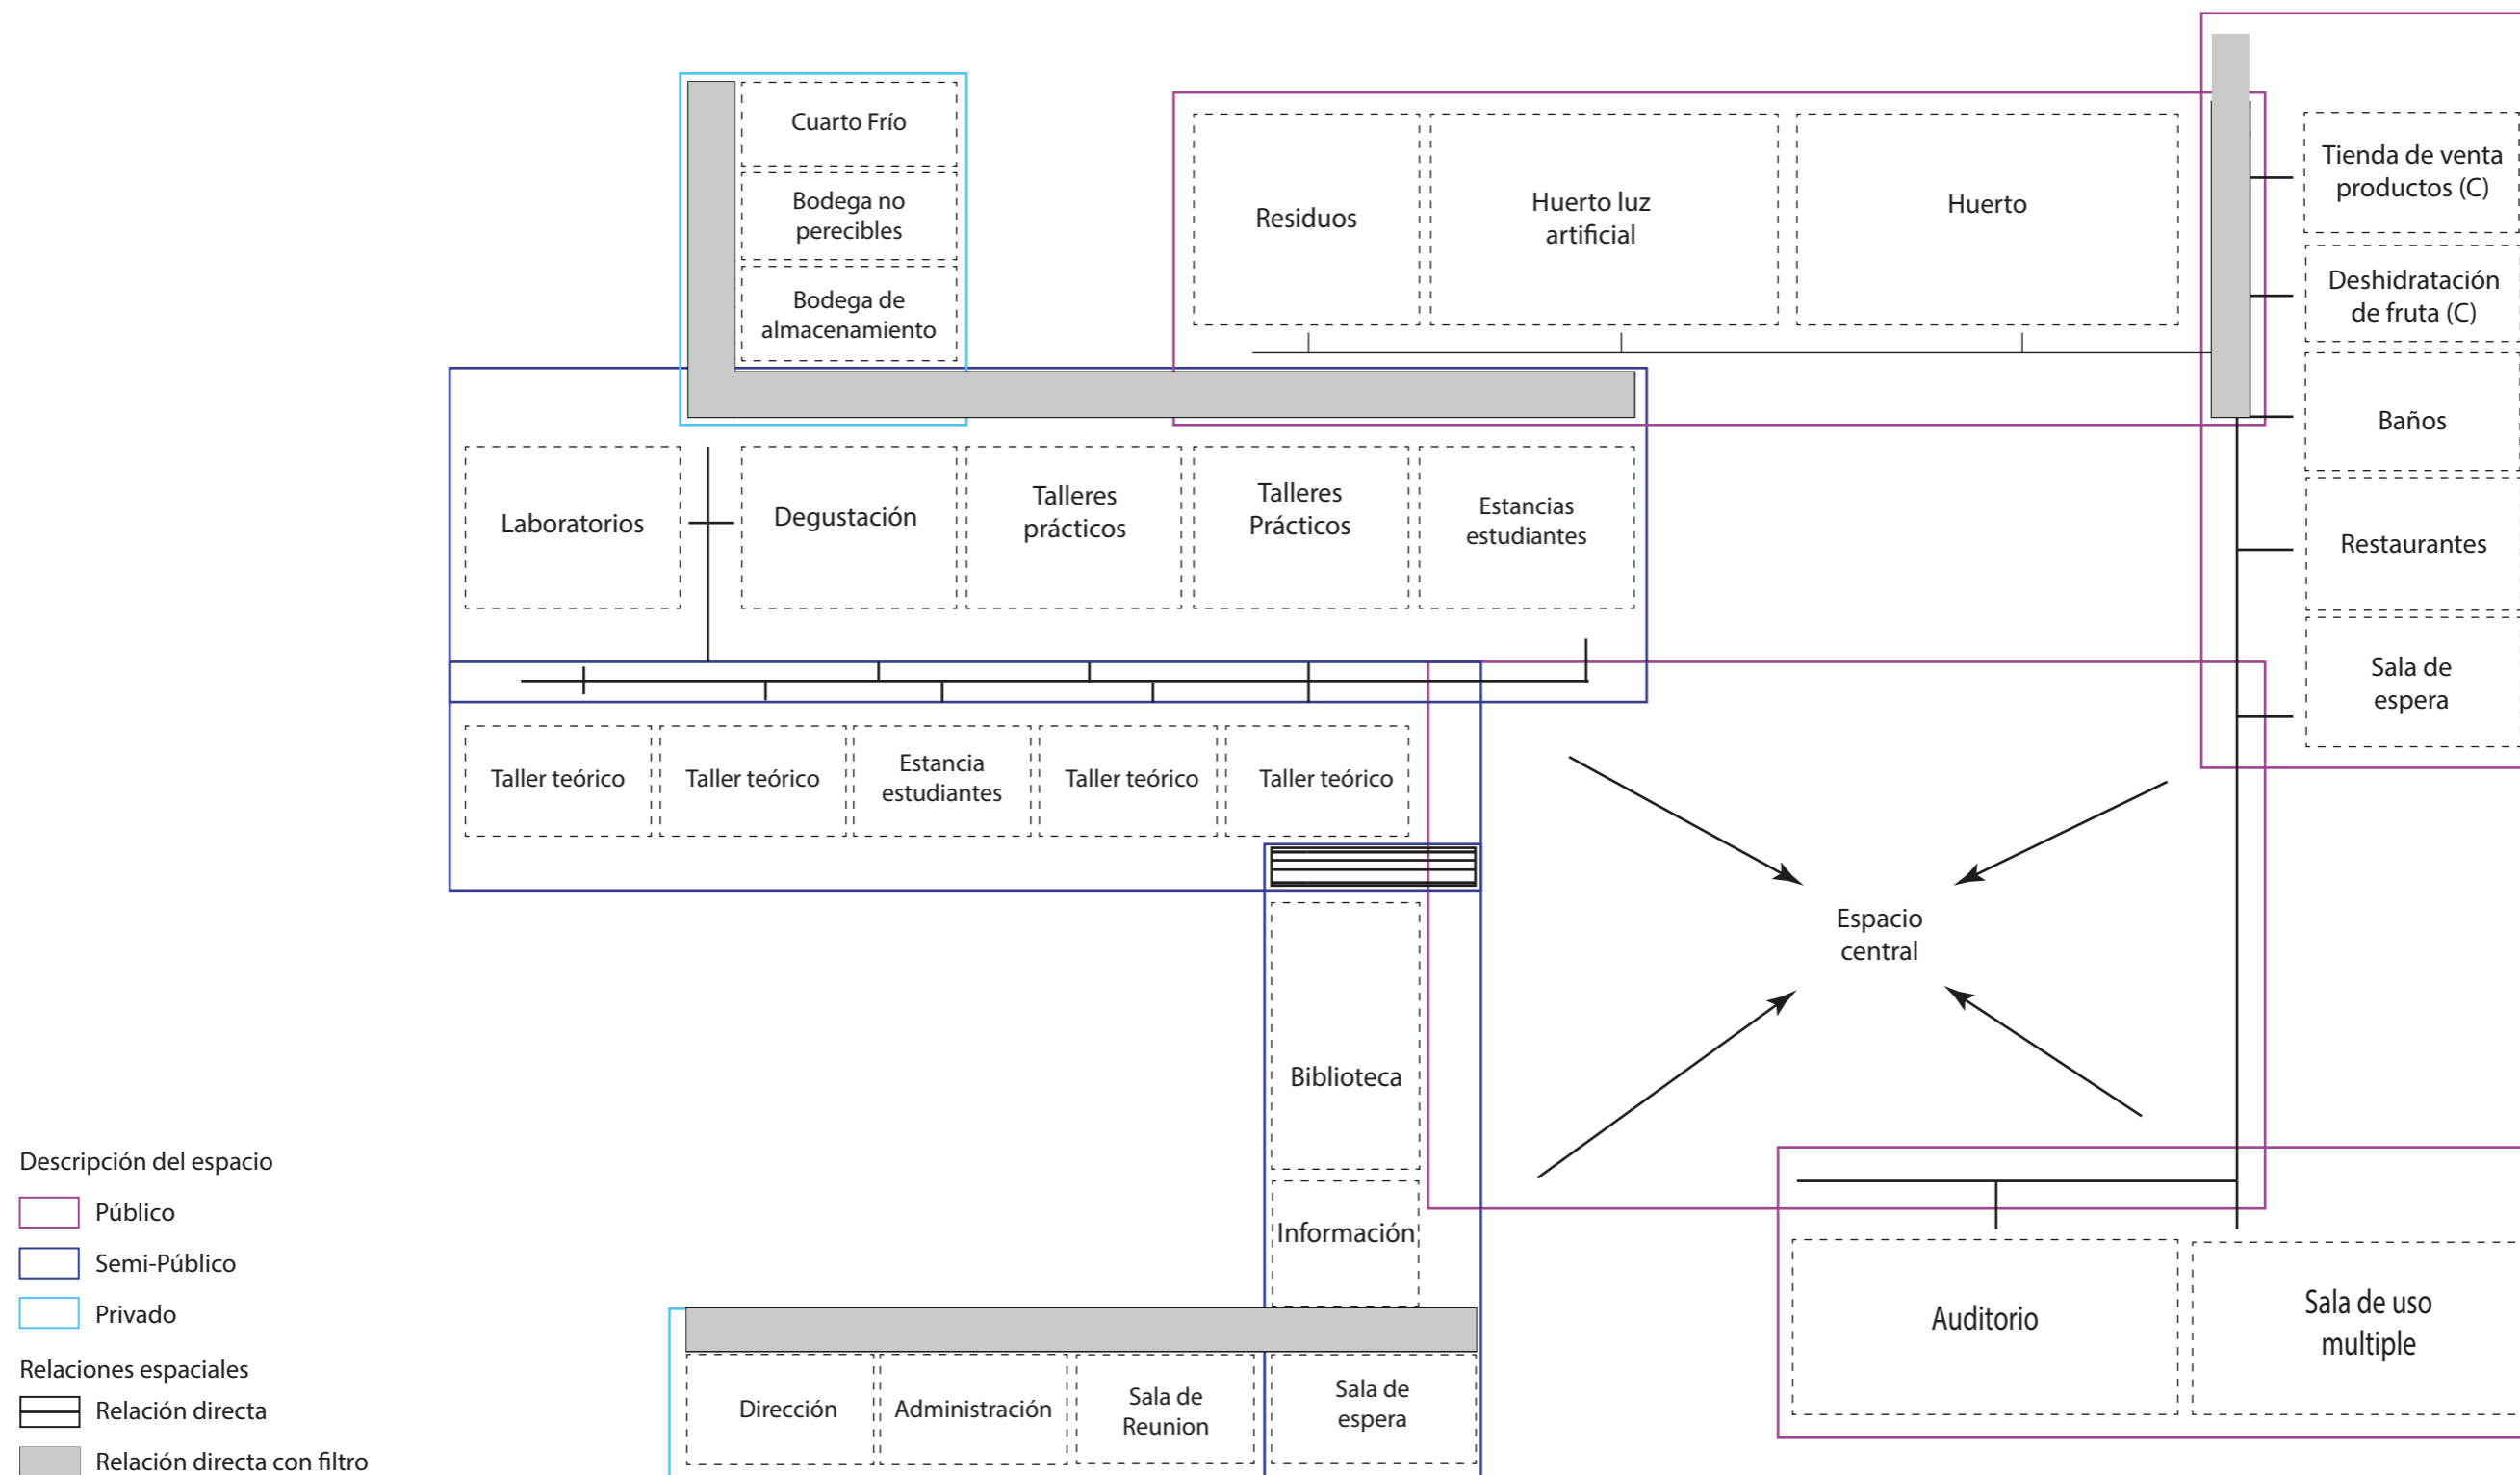 Cuarto Frío
Bodega no
perecibles
Bodega de
almacenamiento
Residuos
Huerto luz
artificial
Huerto
Tienda de venta
productos (C)
Deshidratación
de fruta (C)
Baños
Restaurantes
Sala de
espera
Laboratorios
Degustación
Talleres
prácticos
Talleres
Prácticos
Estancias
estudiantes
Taller teórico
Taller teórico
Estancia
estudiantes
Taller teórico
Taller teórico
Espacio
central
Biblioteca
Información
Auditorio
Sala de uso
multiple
Dirección
Administración
Sala de
Reunion
Sala de
espera
Descripción del espacio
Público
Semi-Público
Privado
Relaciones espaciales
Relación directa
Relación directa con filtro